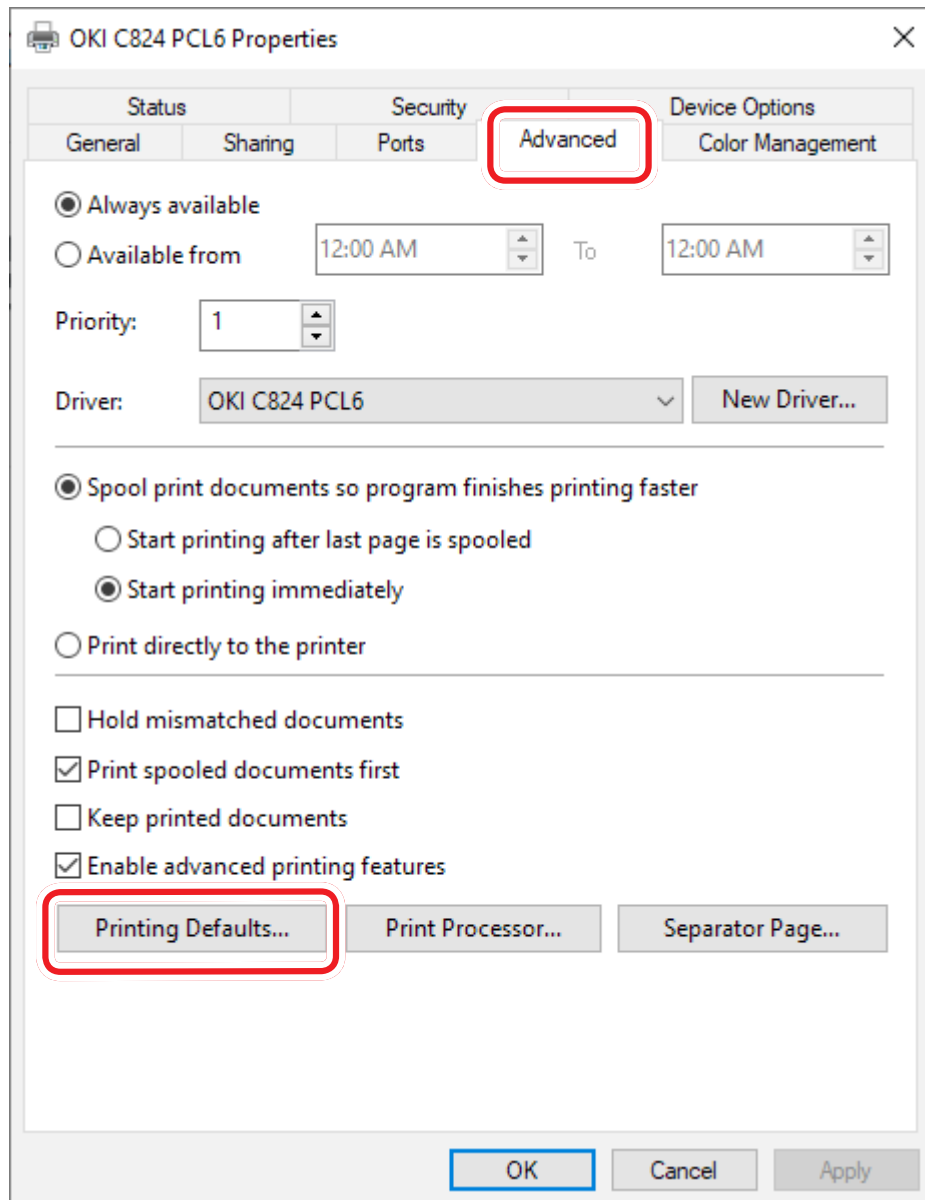 OKI C824 PCL6 Properties
Status Security Device Options
General Sharing Ports Advanced Color Management
Always available
Available from 12:00 AM To 12:00 AM
Priority: 1
Driver: OKI C824 PCL6 New Driver...
Spool print documents so program finishes printing faster
Start printing after last page is spooled
Start printing immediately
Print directly to the printer
Hold mismatched documents
Print spooled documents first
Keep printed documents
Enable advanced printing features
Printing Defaults... Print Processor... Separator Page...
OK Cancel Apply